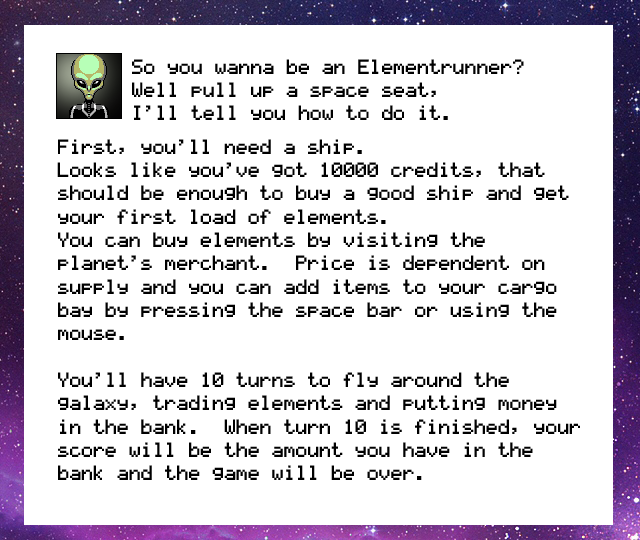 So you wanna be an Elementrunner?
Well pull up a space seat,
I'll tell you how to do it.
First, you'll need a ship.
Looks like you've got 10000 credits, that
should be enough to buy a good ship and get
your first load of elements.
You can buy elements by visiting the
planet's merchant.  Price is dependent on
supply and you can add items to your cargo
bay by pressing the space bar or using the
mouse.
You'll have 10 turns to fly around the
galaxy, trading elements and putting money
in the bank.  When turn 10 is finished, your
score will be the amount you have in the
bank and the game will be over.